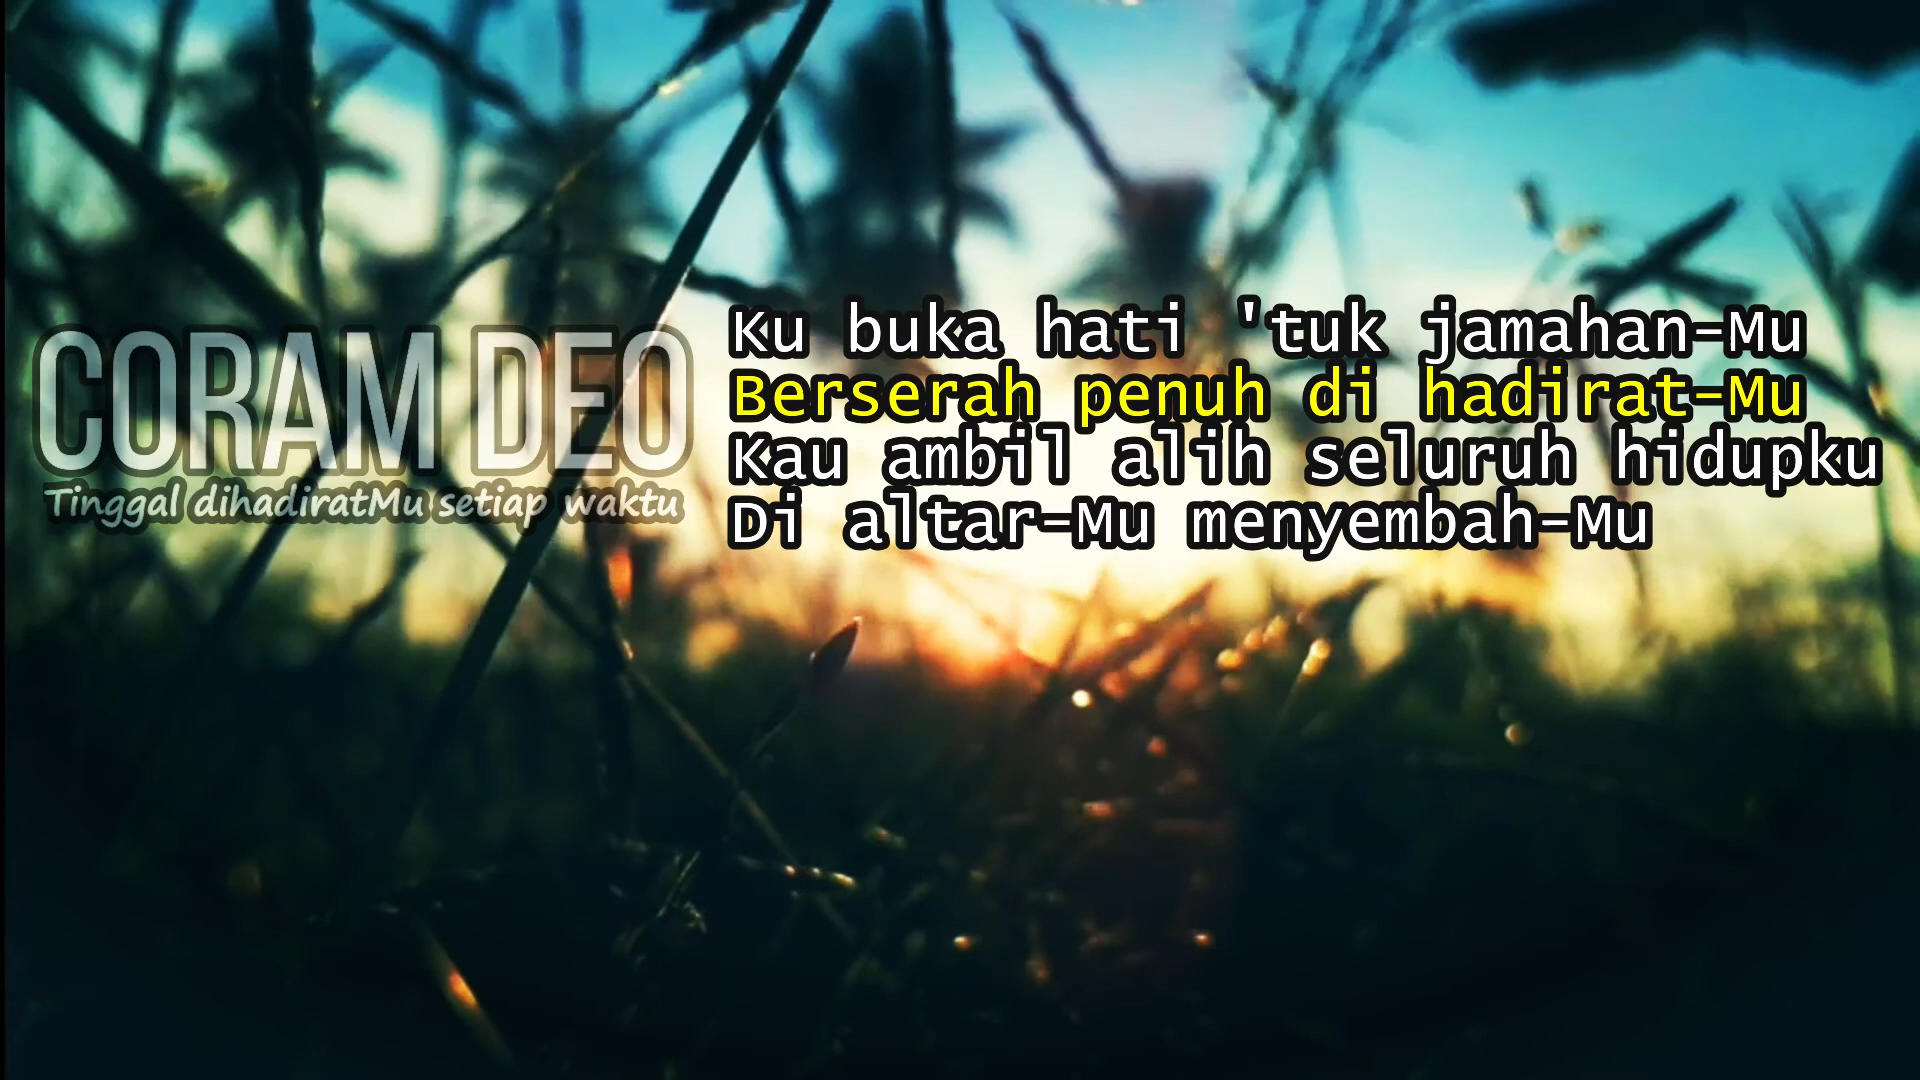 CORAM DEO
Tinggal dihadiratMu setiap waktu
Ku buka hati 'tuk jamahan-Mu
Berserah penuh di hadirat-Mu
Kau ambil alih seluruh hidupku
Di altar-Mu menyembah-Mu